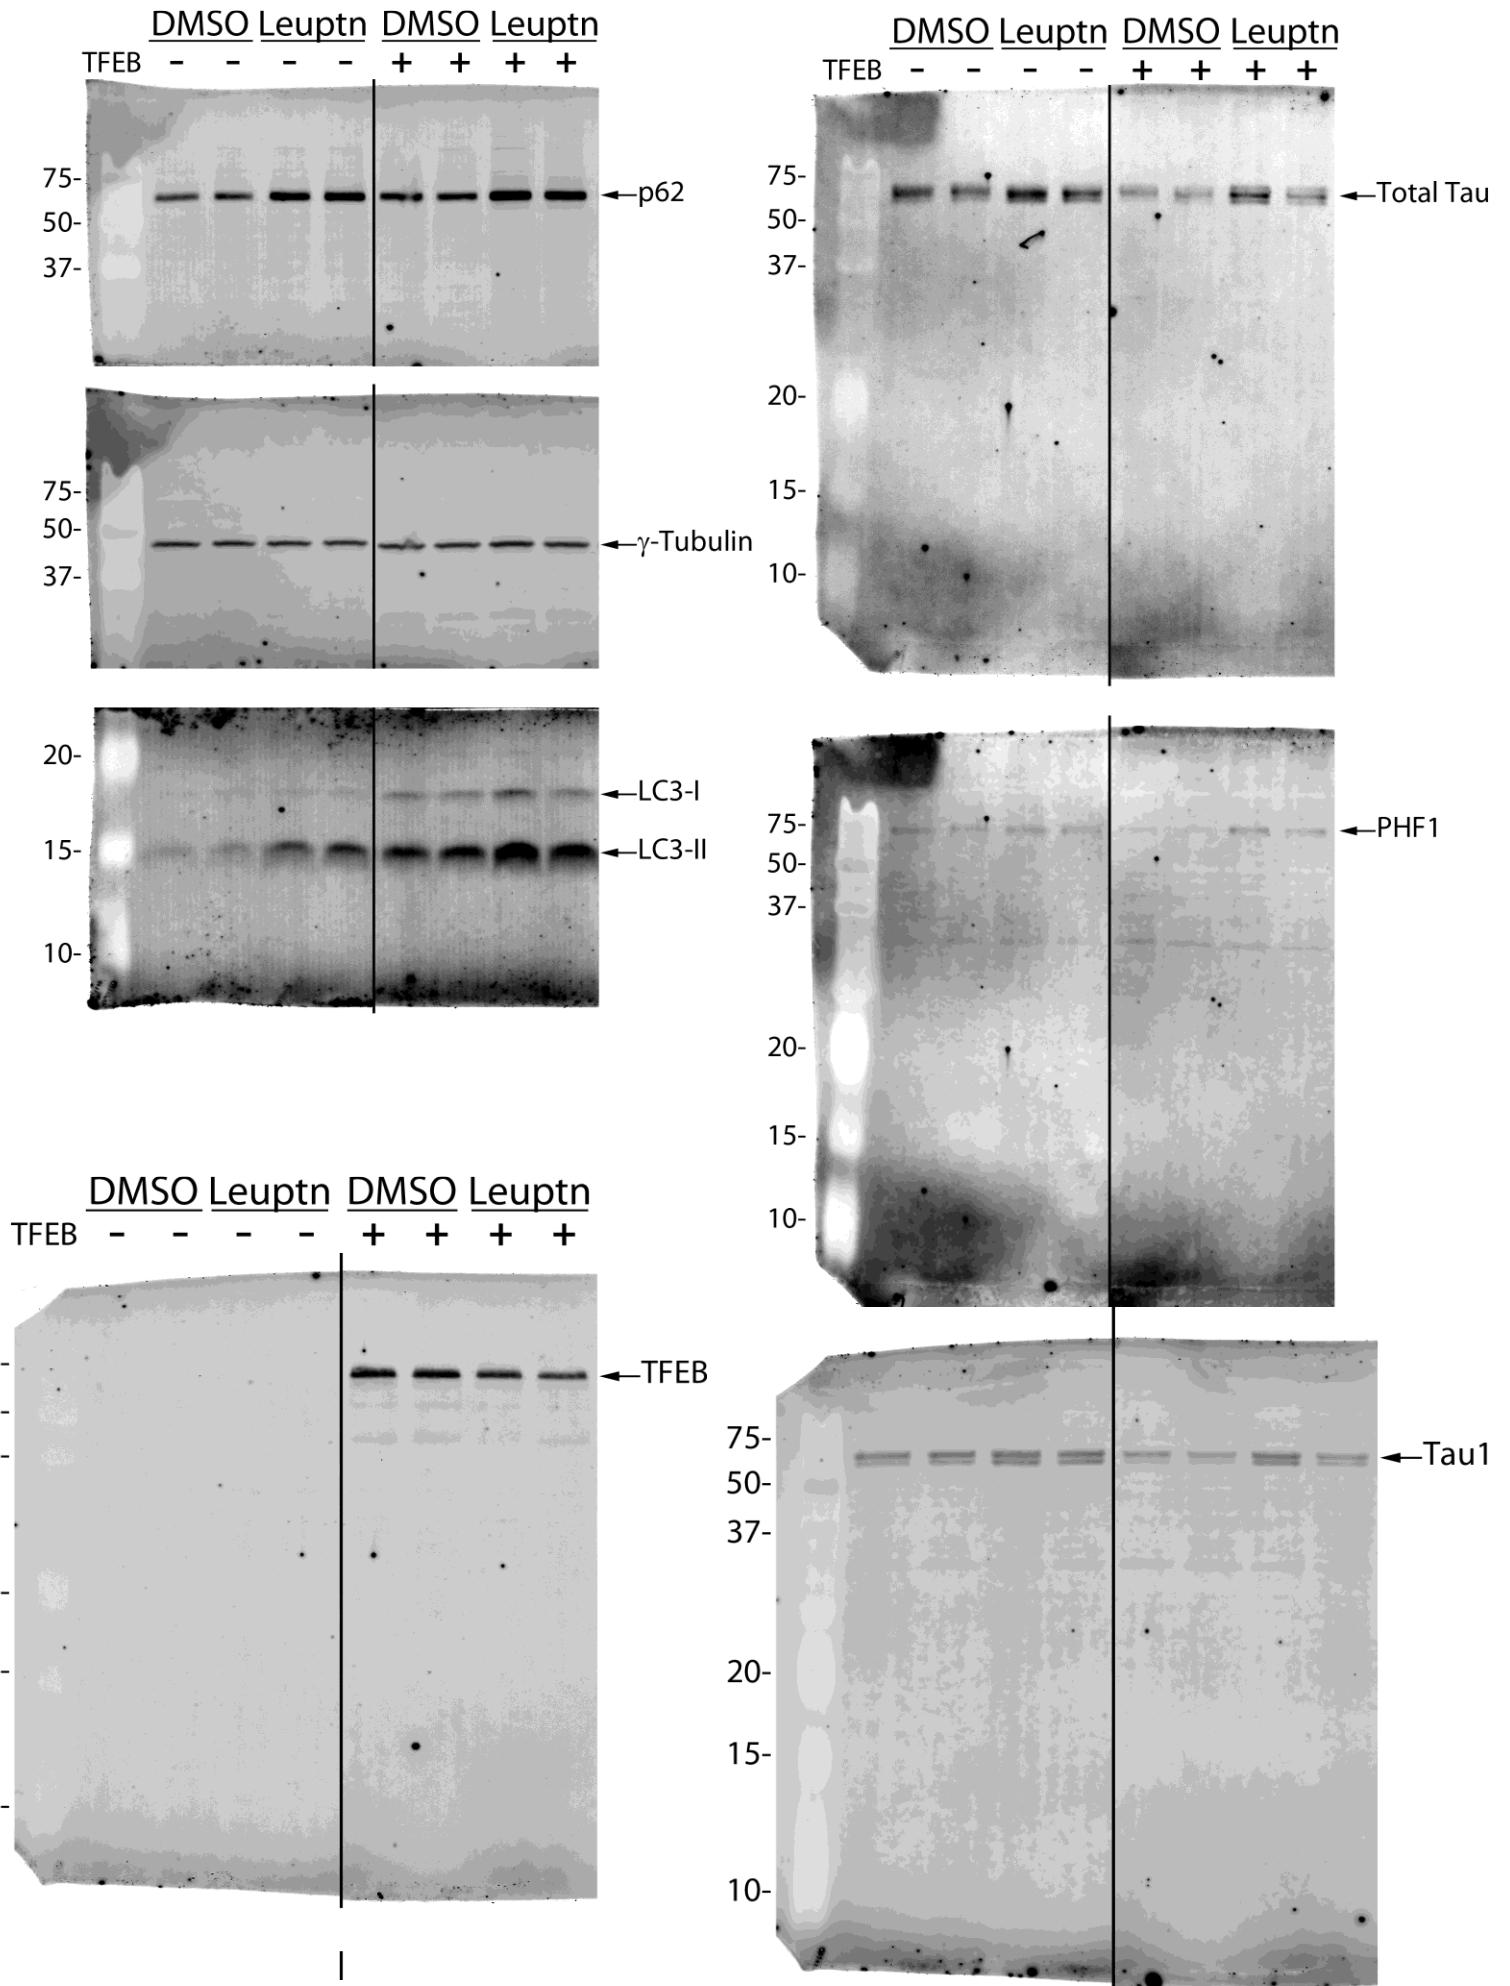 DMSO Leuptn DMSO Leuptn
TFEB - - - - + + + +
75-
50-
37-
p62
75-
50-
37-
γ-Tubulin
20-
15-
10-
LC3-I
LC3-II
DMSO Leuptn DMSO Leuptn
TFEB - - - - + + + +
75-
50-
37-
20-
15-
10-
Total Tau
75-
50-
37-
20-
15-
10-
PHF1
DMSO Leuptn DMSO Leuptn
TFEB - - - - + + + +
-
-
-
-
-
-
TFEB
75-
50-
37-
20-
15-
10-
Tau1